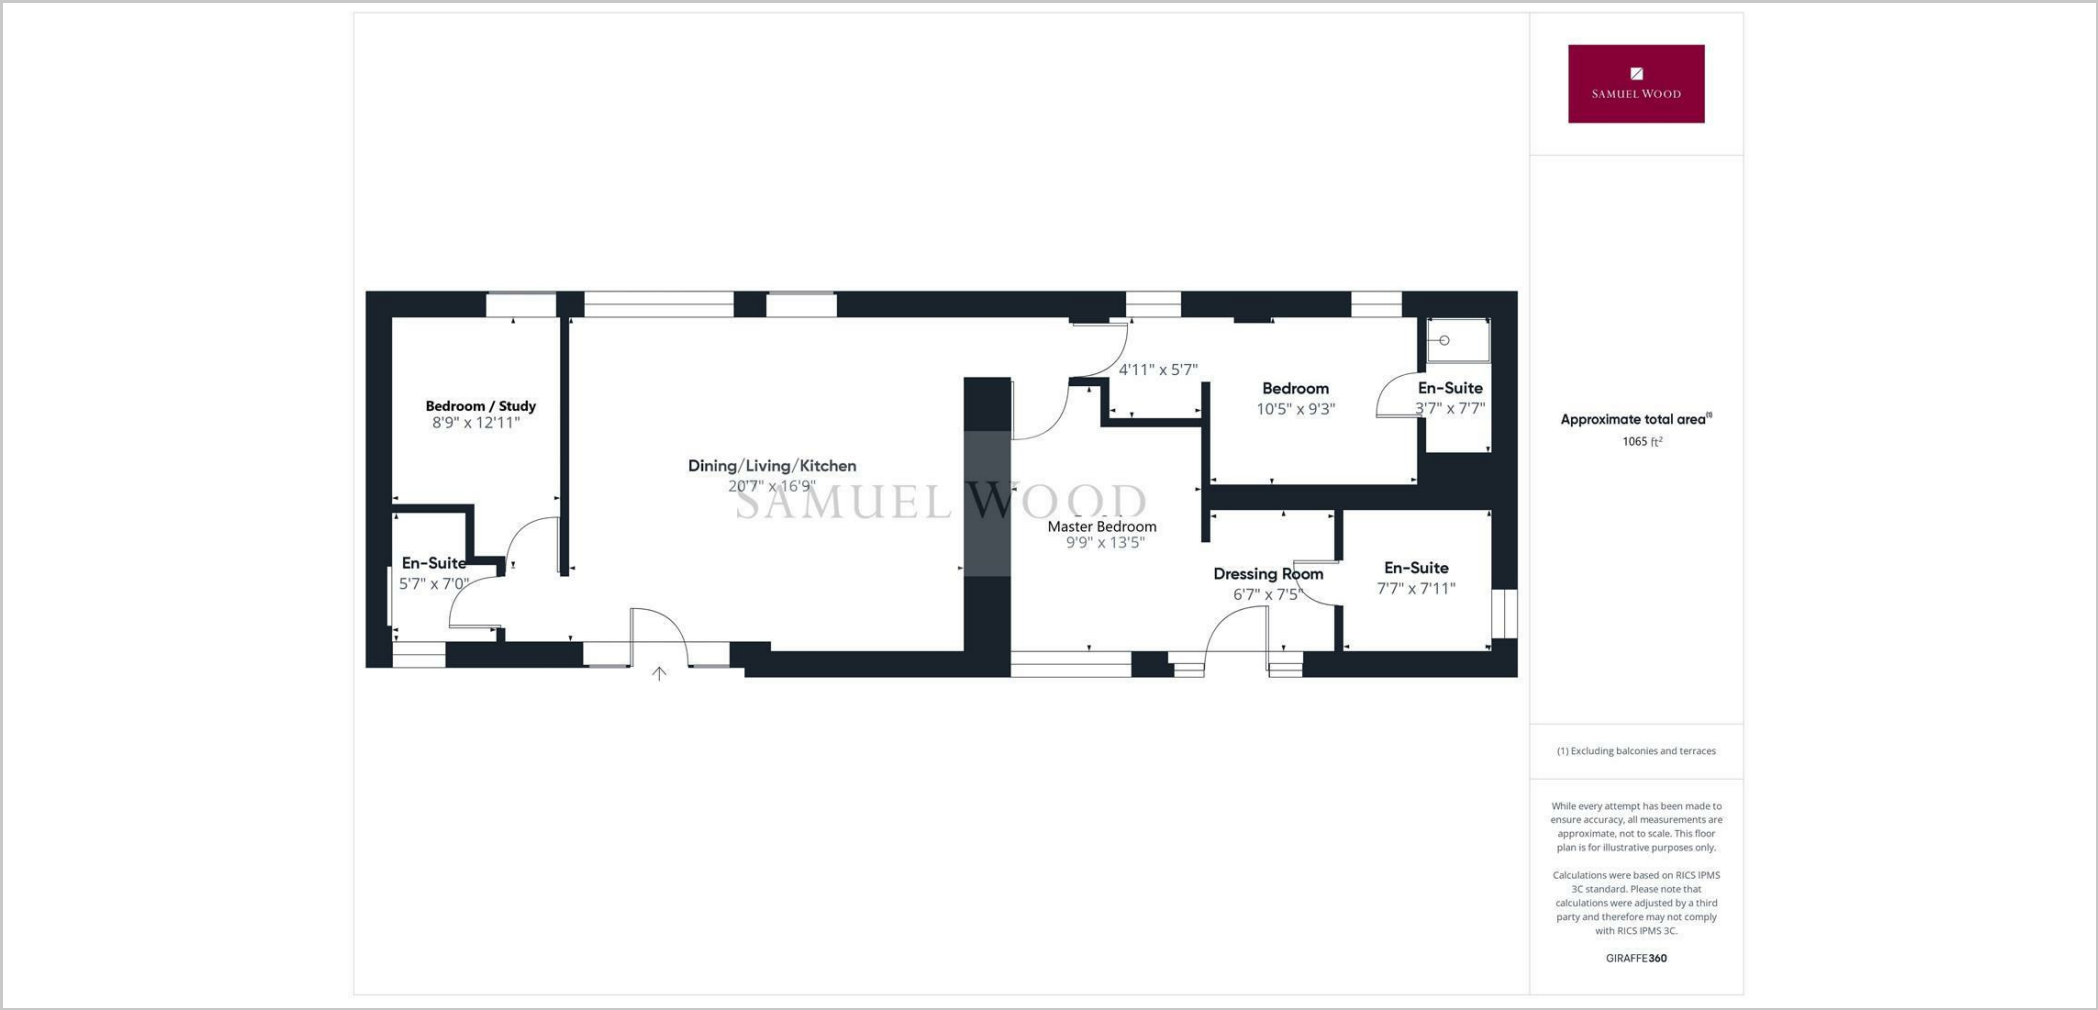 SAMUEL WOOD
Bedroom / Study
8'9" x 12'11"
En-Suite
5'7" x 7'0"
Dining/Living/Kitchen
20'7" x 16'9"
SAMUEL WOOD
4'11" x 5'7"
Master Bedroom
9'9" x 13'5"
Bedroom
10'5" x 9'3"
En-Suite
3'7" x 7'7"
Dressing Room
6'7" x 7'5"
En-Suite
7'7" x 7'11"
Approximate total area(1)
1065 ft²
(1) Excluding balconies and terraces
While every attempt has been made to
ensure accuracy, all measurements are
approximate, not to scale. This floor
plan is for illustrative purposes only.
Calculations were based on RICS IPMS
3C standard. Please note that
calculations were adjusted by a third
party and therefore may not comply
with RICS IPMS 3C.
GIRAFFE360